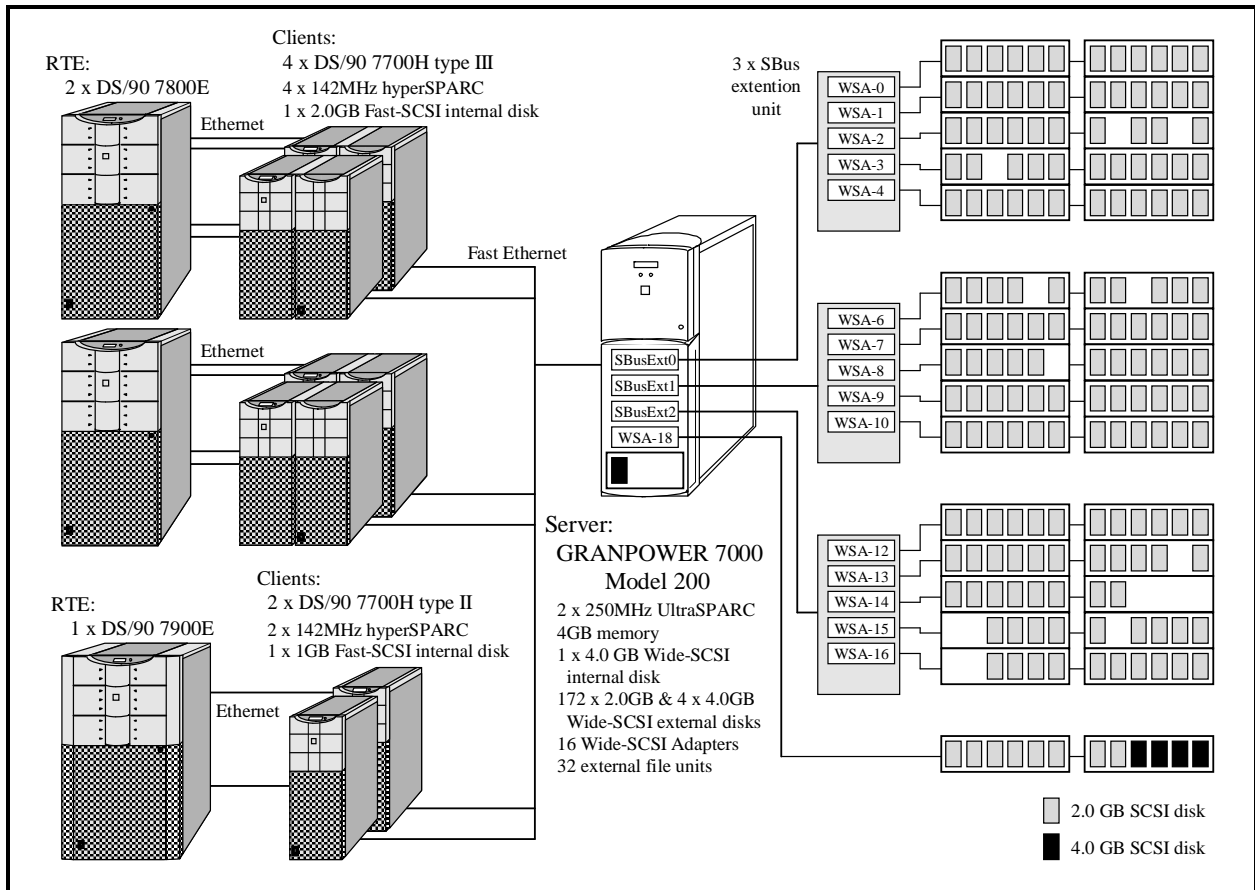 RTE:
2 x DS/90 7800E
Clients:
4 x DS/90 7700H type III
4 x 142MHz hyperSPARC
1 x 2.0GB Fast-SCSI internal disk
Ethernet
Fast Ethernet
Ethernet
RTE:
1 x DS/90 7900E
Clients:
2 x DS/90 7700H type II
2 x 142MHz hyperSPARC
1 x 1GB Fast-SCSI internal disk
Ethernet
SBusExt0
SBusExt1
SBusExt2
WSA-18
Server:
GRANPOWER 7000
Model 200
2 x 250MHz UltraSPARC
4GB memory
1 x 4.0 GB Wide-SCSI
internal disk
172 x 2.0GB & 4 x 4.0GB
Wide-SCSI external disks
16 Wide-SCSI Adapters
32 external file units
3 x SBus
extention
unit
WSA-0
WSA-1
WSA-2
WSA-3
WSA-4
WSA-6
WSA-7
WSA-8
WSA-9
WSA-10
WSA-12
WSA-13
WSA-14
WSA-15
WSA-16
2.0 GB SCSI disk
4.0 GB SCSI disk